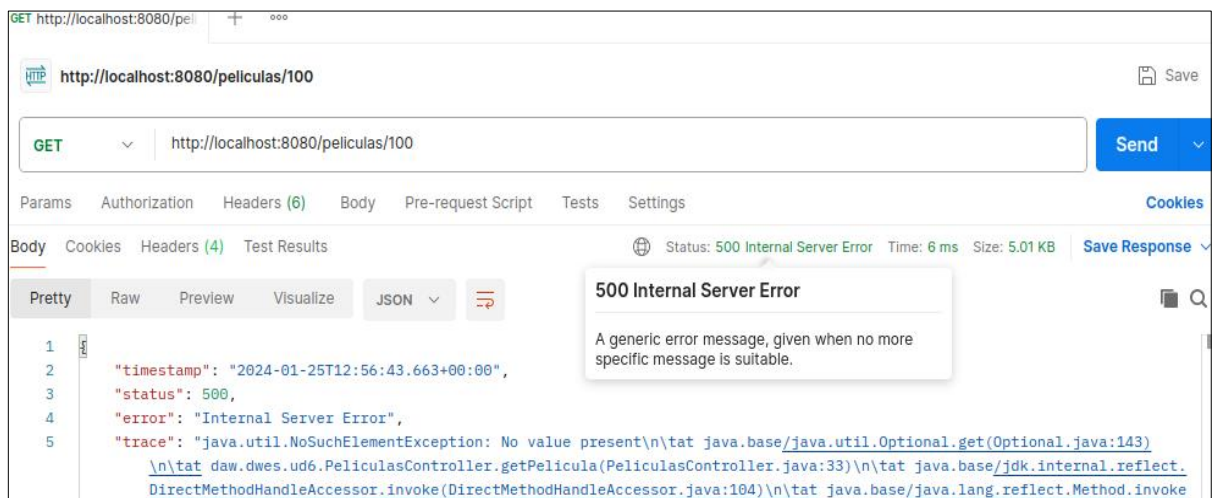 GET http://localhost:8080/pel
http://localhost:8080/peliculas/100
Save
GET http://localhost:8080/peliculas/100
Send
Params Authorization Headers (6) Body Pre-request Script Tests Settings
Cookies
Body Cookies Headers (4) Test Results
Status: 500 Internal Server Error Time: 6 ms Size: 5.01 KB Save Response
Pretty Raw Preview Visualize JSON
500 Internal Server Error
A generic error message, given when no more
specific message is suitable.
1 {
2 "timestamp": "2024-01-25T12:56:43.663+00:00",
3 "status": 500,
4 "error": "Internal Server Error",
5 "trace": "java.util.NoSuchElementException: No value present\n\tat java.base/java.util.Optional.get(Optional.java:143)
\n\tat daw.dwes.ud6.PeliculasController.getPelicula(PeliculasController.java:33)\n\tat java.base/jdk.internal.reflect.
DirectMethodHandleAccessor.invoke(DirectMethodHandleAccessor.java:104)\n\tat java.base/java.lang.reflect.Method.invoke